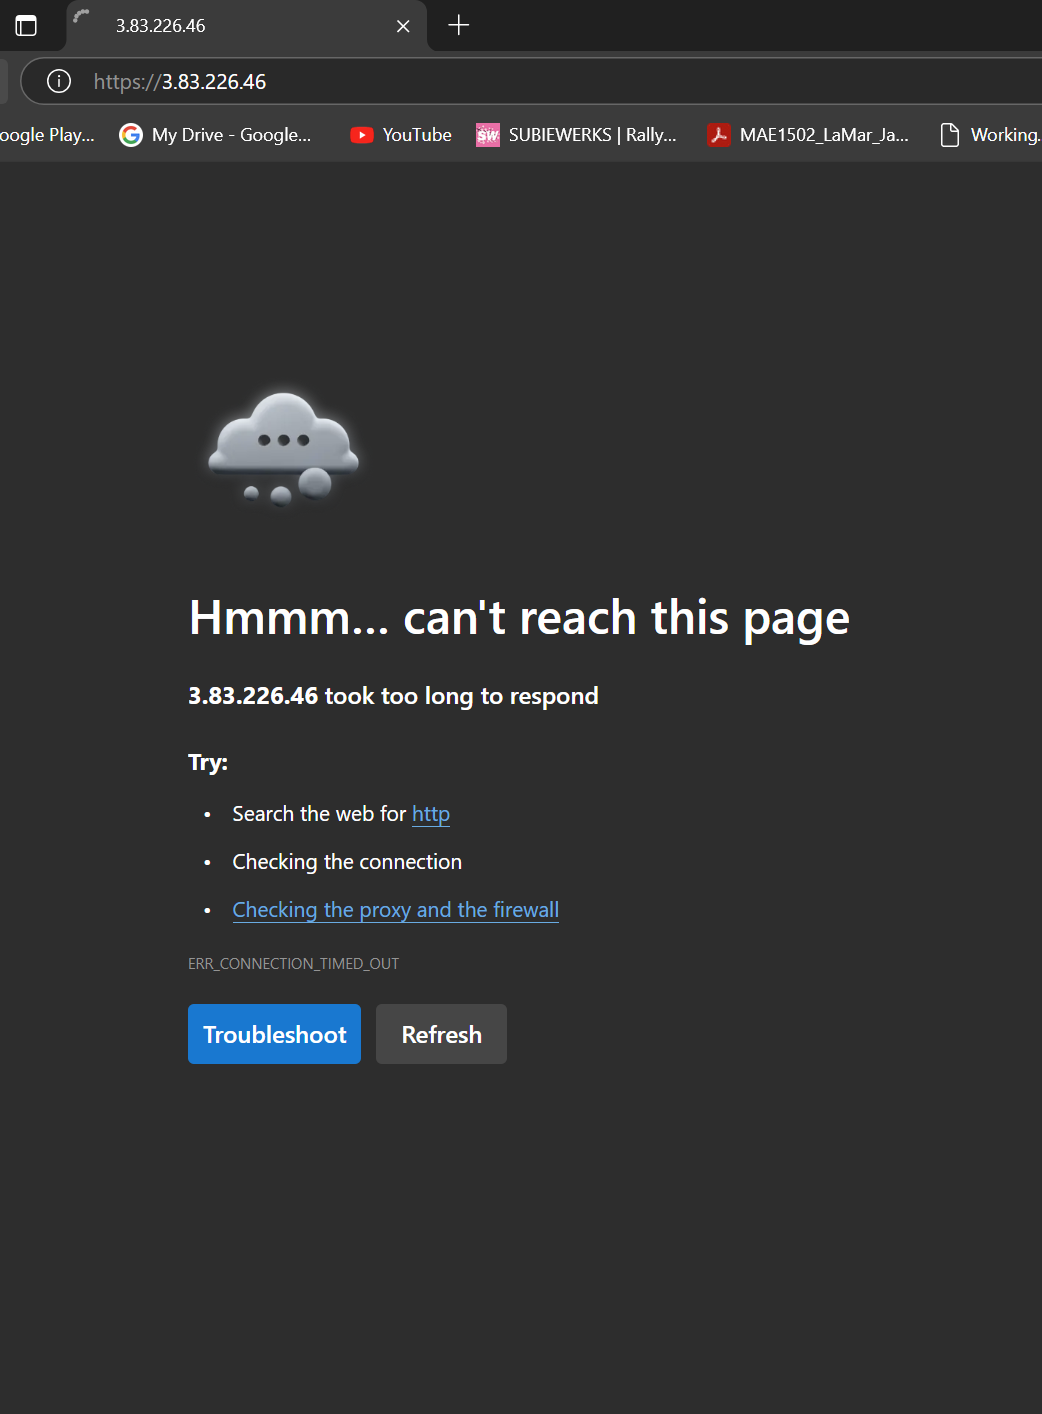 3.83.226.46
https://3.83.226.46
oogle Play...
My Drive - Google...
YouTube
SW
SUBIEWERKS | Rally...
MAE1502_LaMar_Ja...
Working.
Hmmm... can't reach this page
3.83.226.46 took too long to respond
Try:
• Search the web for http
• Checking the connection
• Checking the proxy and the firewall
ERR_CONNECTION_TIMED_OUT
Troubleshoot
Refresh